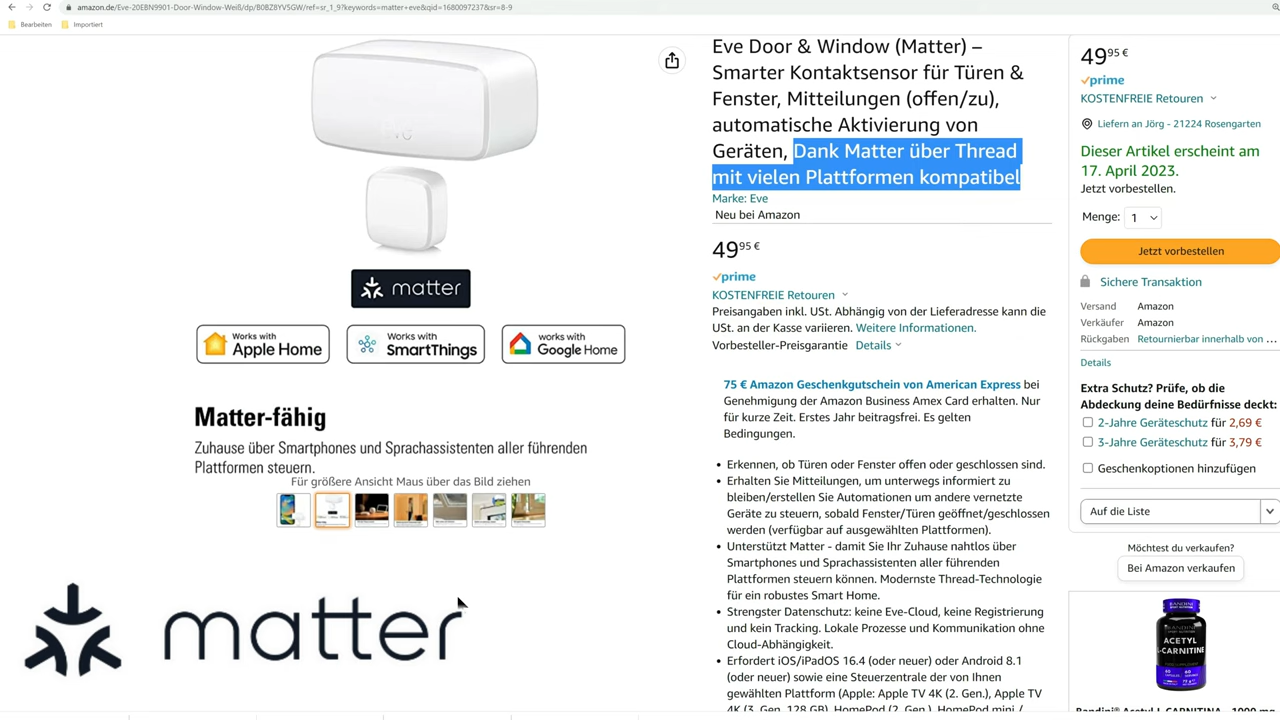 amazon.de/Eve-20EBN9901-Door-Window-Weiß/dp/B0BZ8YV5GW/ref=sr_1_9?keywords=matter+eve&qid=1680097237&sr=8-9
Bearbeiten
Importiert
eve
matter
Works with
Apple Home
Works with
SmartThings
works with
Google Home
Matter-fähig
Zuhause über Smartphones und Sprachassistenten aller führenden
Plattformen steuern.
Für größere Ansicht Maus über das Bild ziehen
matter
Eve Door & Window (Matter) –
Smarter Kontaktsensor für Türen &
Fenster, Mitteilungen (offen/zu),
automatische Aktivierung von
Geräten, Dank Matter über Thread
mit vielen Plattformen kompatibel
Marke: Eve
Neu bei Amazon
49 95 €
prime
KOSTENFREIE Retouren
Preisangaben inkl. USt. Abhängig von der Lieferadresse kann die
USt. an der Kasse variieren. Weitere Informationen.
Vorbesteller-Preisgarantie Details
75 € Amazon Geschenkgutschein von American Express bei
Genehmigung der Amazon Business Amex Card erhalten. Nur
für kurze Zeit. Erstes Jahr beitragsfrei. Es gelten
Bedingungen.
• Erkennen, ob Türen oder Fenster offen oder geschlossen sind.
• Erhalten Sie Mitteilungen, um unterwegs informiert zu
bleiben/erstellen Sie Automationen um andere vernetzte
Geräte zu steuern, sobald Fenster/Türen geöffnet/geschlossen
werden (verfügbar auf ausgewählten Plattformen).
• Unterstützt Matter - damit Sie Ihr Zuhause nahtlos über
Smartphones und Sprachassistenten aller führenden
Plattformen steuern können. Modernste Thread-Technologie
für ein robustes Smart Home.
• Strengster Datenschutz: keine Eve-Cloud, keine Registrierung
und kein Tracking. Lokale Prozesse und Kommunikation ohne
Cloud-Abhängigkeit.
• Erfordert iOS/iPadOS 16.4 (oder neuer) oder Android 8.1
(oder neuer) sowie eine Steuerzentrale der von Ihnen
gewählten Plattform (Apple: Apple TV 4K (2. Gen.), Apple TV
4K (3. Gen. 128 GB), HomePod (2. Gen.), HomePod mini /
49 95 €
prime
KOSTENFREIE Retouren
Liefern an Jörg - 21224 Rosengarten
Dieser Artikel erscheint am
17. April 2023.
Jetzt vorbestellen.
Menge: 1
Jetzt vorbestellen
Sichere Transaktion
Versand Amazon
Verkäufer Amazon
Rückgaben Retournierbar innerhalb von ...
Details
Extra Schutz? Prüfe, ob die
Abdeckung deine Bedürfnisse deckt:
2-Jahre Geräteschutz für 2,69 €
3-Jahre Geräteschutz für 3,79 €
Geschenkoptionen hinzufügen
Auf die Liste
Möchtest du verkaufen?
Bei Amazon verkaufen
ACETYL
L-CARNITINE
Bandini® Acetyl L-CARNITINA - 1000 mg